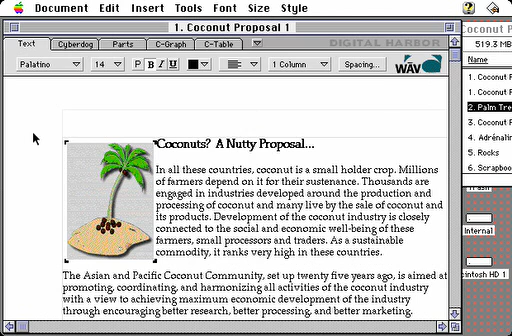 Document Edit Insert Tools Font Size Style
1. Coconut Proposal 1
Text Cyberdog Parts C-Graph C-Table DIGITAL HARBOR
Palatino 14 P B I U 1 Column Spacing... WAV
Coconuts? A Nutty Proposal...
In all these countries, coconut is a small holder crop. Millions
of farmers depend on it for their sustenance. Thousands are
engaged in industries developed around the production and
processing of coconut and many live by the sale of coconut and
its products. Development of the coconut industry is closely
connected to the social and economic well-being of these
farmers, small processors and traders. As a sustainable
commodity, it ranks very high in these countries.
The Asian and Pacific Coconut Community, set up twenty five years ago, is aimed at
promoting, coordinating, and harmonizing all activities of the coconut industry
with a view to achieving maximum economic development of the industry
through encouraging better research, better processing, and better marketing.
Coconut P
519.3 MB
Name
1. Coconut F
2. Palm Tre
3. Coconut F
4. Adrénalin
5. Rocks
6. Scrapboo
Trash
Internal
cintosh HD 1